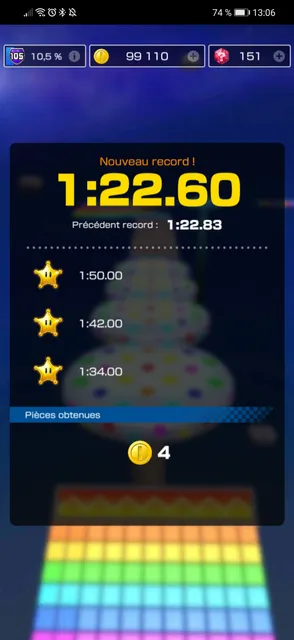 74 % 13:06
105 10,5 % i 99 110 + 151 +
Nouveau record !
1:22.60
Précédent record : 1:22.83
1:50.00
1:42.00
1:34.00
Pièces obtenues
4